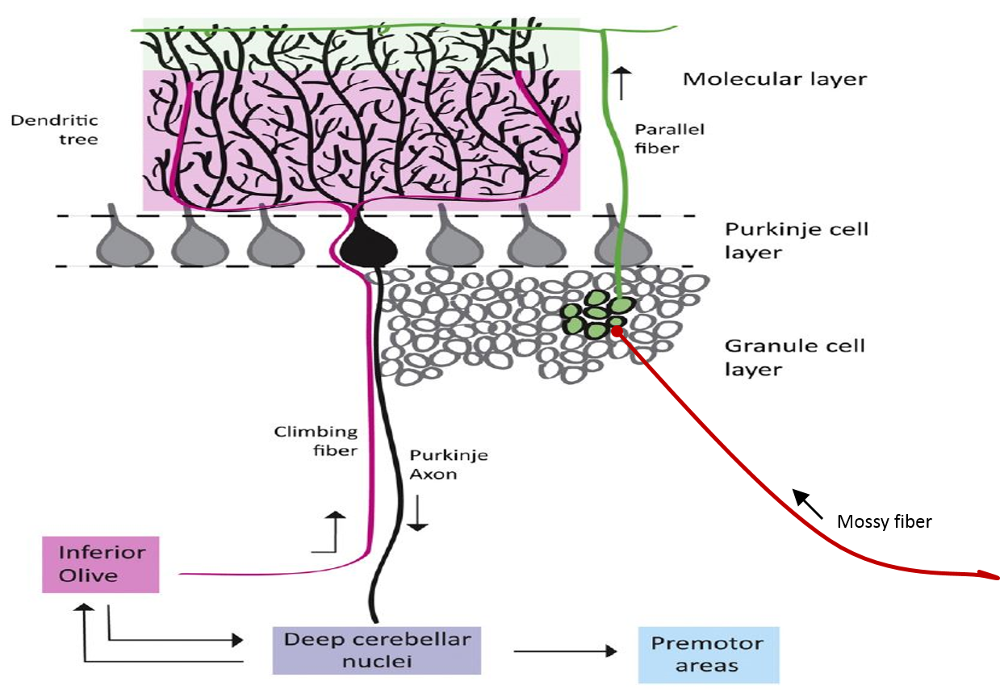 Molecular layer
Dendritic
tree
Parallel
fiber
Purkinje cell
layer
Granule cell
layer
Climbing
fiber
Purkinje
Axon
Mossy fiber
Inferior
Olive
Deep cerebellar
nuclei
Premotor
areas